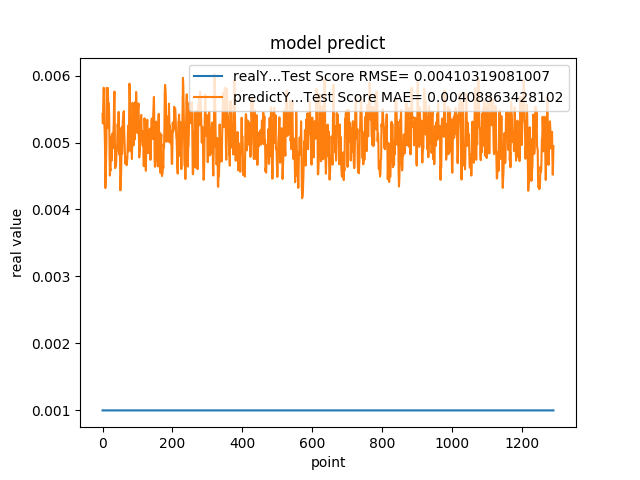 model predict
realY...Test Score RMSE= 0.00410319081007
predictY...Test Score MAE= 0.00408863428102
0.006
0.005
0.004
0.003
0.002
0.001
real value
0 200 400 600 800 1000 1200
point